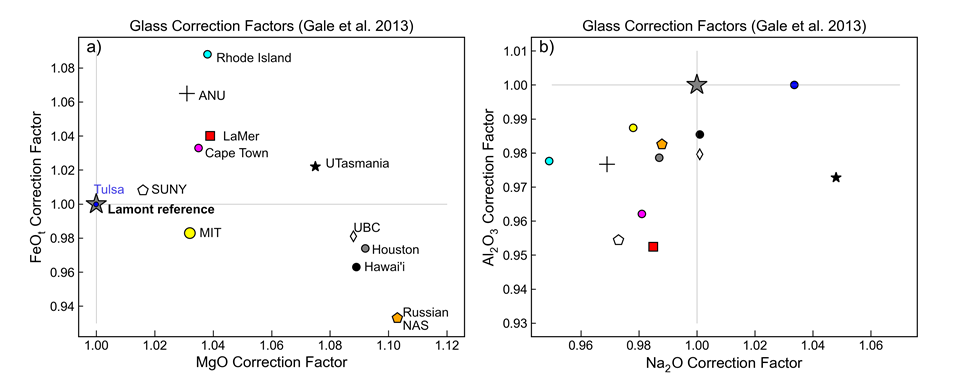 Glass Correction Factors (Gale et al. 2013)
a)
Rhode Island
ANU
LaMer
Cape Town
UTasmania
Tulsa
SUNY
Lamont reference
MIT
UBC
Houston
Hawai'i
Russian
NAS
1.08
1.06
1.04
1.02
1.00
0.98
0.96
0.94
FeOt Correction Factor
1.00 1.02 1.04 1.06 1.08 1.10 1.12
MgO Correction Factor
Glass Correction Factors (Gale et al. 2013)
b)
1.01
1.00
0.99
0.98
0.97
0.96
0.95
0.94
0.93
Al2O3 Correction Factor
0.96 0.98 1.00 1.02 1.04 1.06
Na2O Correction Factor